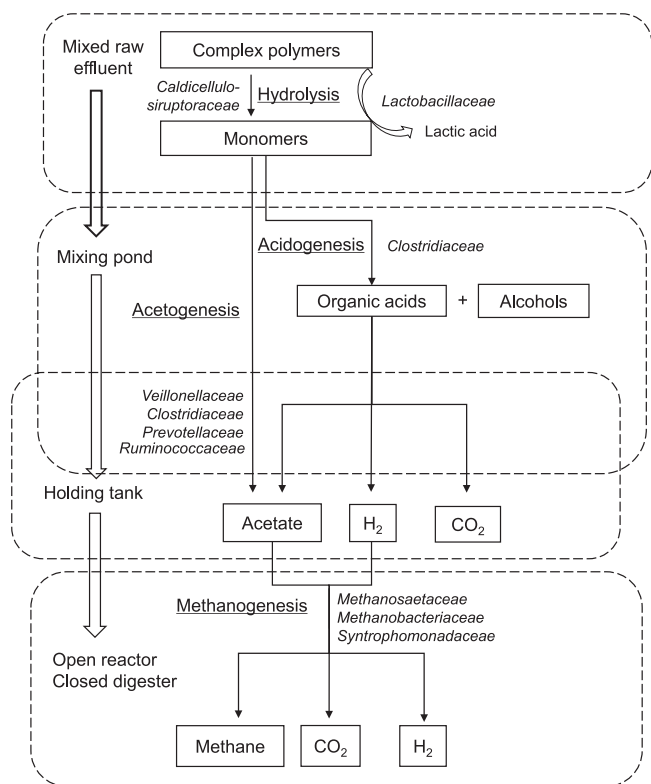 Mixed raw
effluent
Complex polymers
Caldicellulo-
siruptoraceae
Hydrolysis
Lactobacillaceae
Lactic acid
Monomers
Mixing pond
Acidogenesis
Clostridiaceae
Organic acids
+
Alcohols
Acetogenesis
Veillonellaceae
Clostridiaceae
Prevotellaceae
Ruminococcaceae
Holding tank
Acetate
H2
CO2
Methanogenesis
Methanosaetaceae
Methanobacteriaceae
Syntrophomonadaceae
Open reactor
Closed digester
Methane
CO2
H2